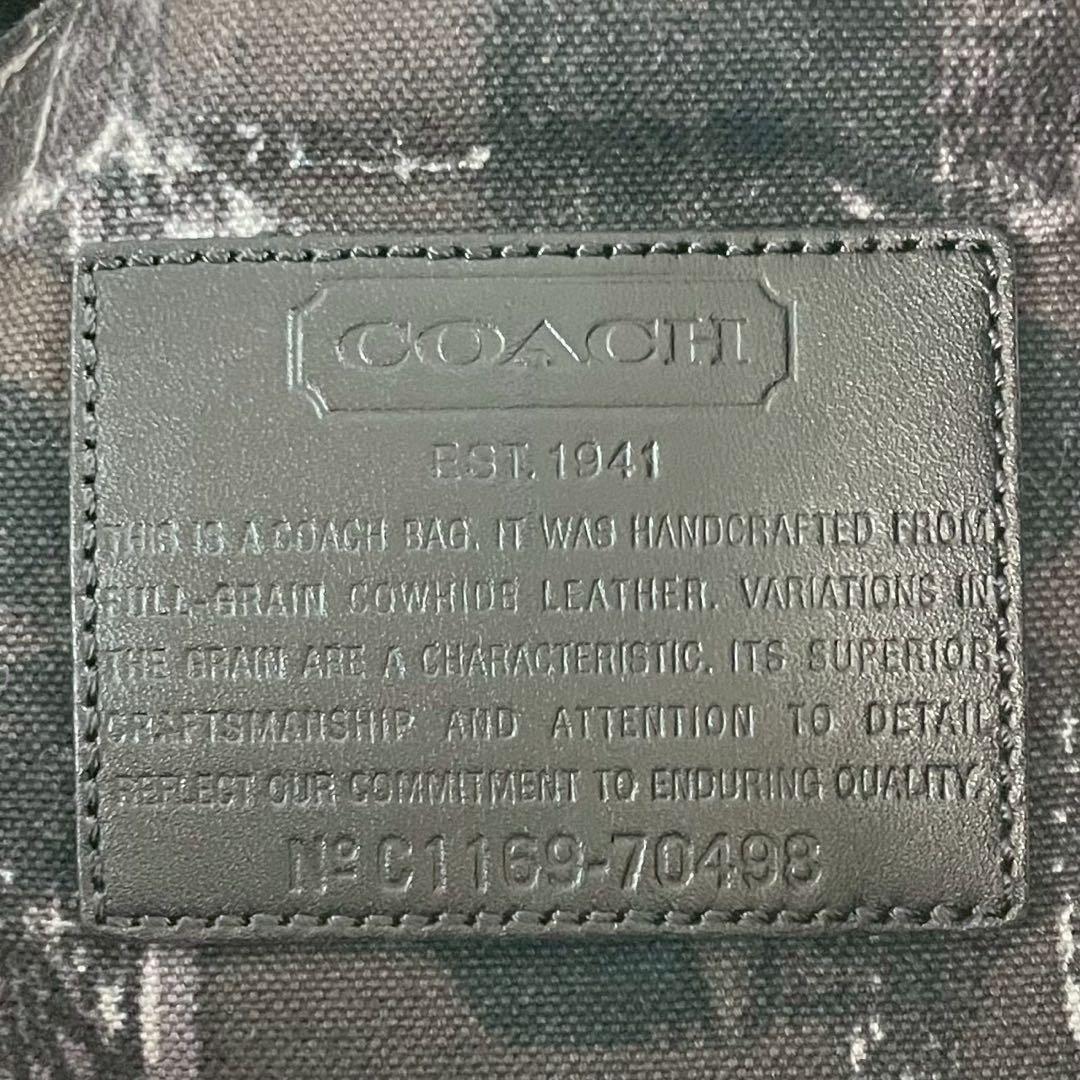 COACH
EST. 1941
THIS IS A COACH BAG. IT WAS HANDCRAFTED FROM
FULL-GRAIN COWHIDE LEATHER. VARIATIONS IN
THE GRAIN ARE A CHARACTERISTIC. ITS SUPERIOR
CRAFTSMANSHIP AND ATTENTION TO DETAIL
REFLECT OUR COMMITMENT TO ENDURING QUALITY.
Nº C1169-70498